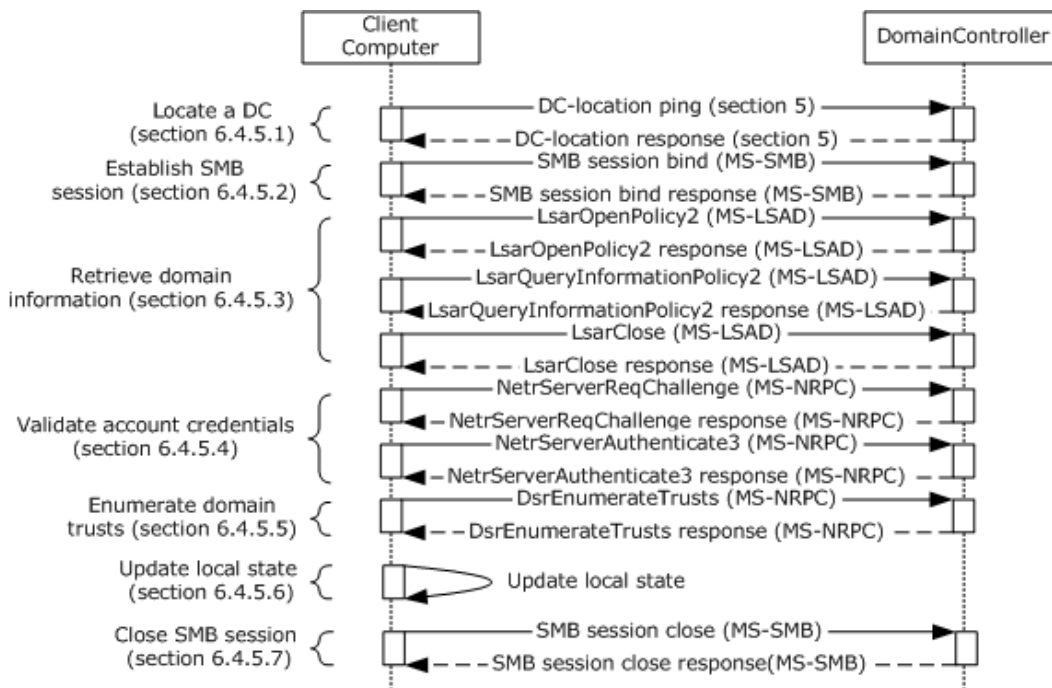 Client
Computer
DomainController
Locate a DC
(section 6.4.5.1)
DC-location ping (section 5)
DC-location response (section 5)
Establish SMB
session (section 6.4.5.2)
SMB session bind (MS-SMB)
SMB session bind response (MS-SMB)
Retrieve domain
information (section 6.4.5.3)
LsarOpenPolicy2 (MS-LSAD)
LsarOpenPolicy2 response (MS-LSAD)
LsarQueryInformationPolicy2 (MS-LSAD)
LsarQueryInformationPolicy2 response (MS-LSAD)
LsarClose (MS-LSAD)
LsarClose response (MS-LSAD)
Validate account credentials
(section 6.4.5.4)
NetrServerReqChallenge (MS-NRPC)
NetrServerReqChallenge response (MS-NRPC)
NetrServerAuthenticate3 (MS-NRPC)
NetrServerAuthenticate3 response (MS-NRPC)
Enumerate domain
trusts (section 6.4.5.5)
DsrEnumerateTrusts (MS-NRPC)
DsrEnumerateTrusts response (MS-NRPC)
Update local state
(section 6.4.5.6)
Update local state
Close SMB session
(section 6.4.5.7)
SMB session close (MS-SMB)
SMB session close response(MS-SMB)